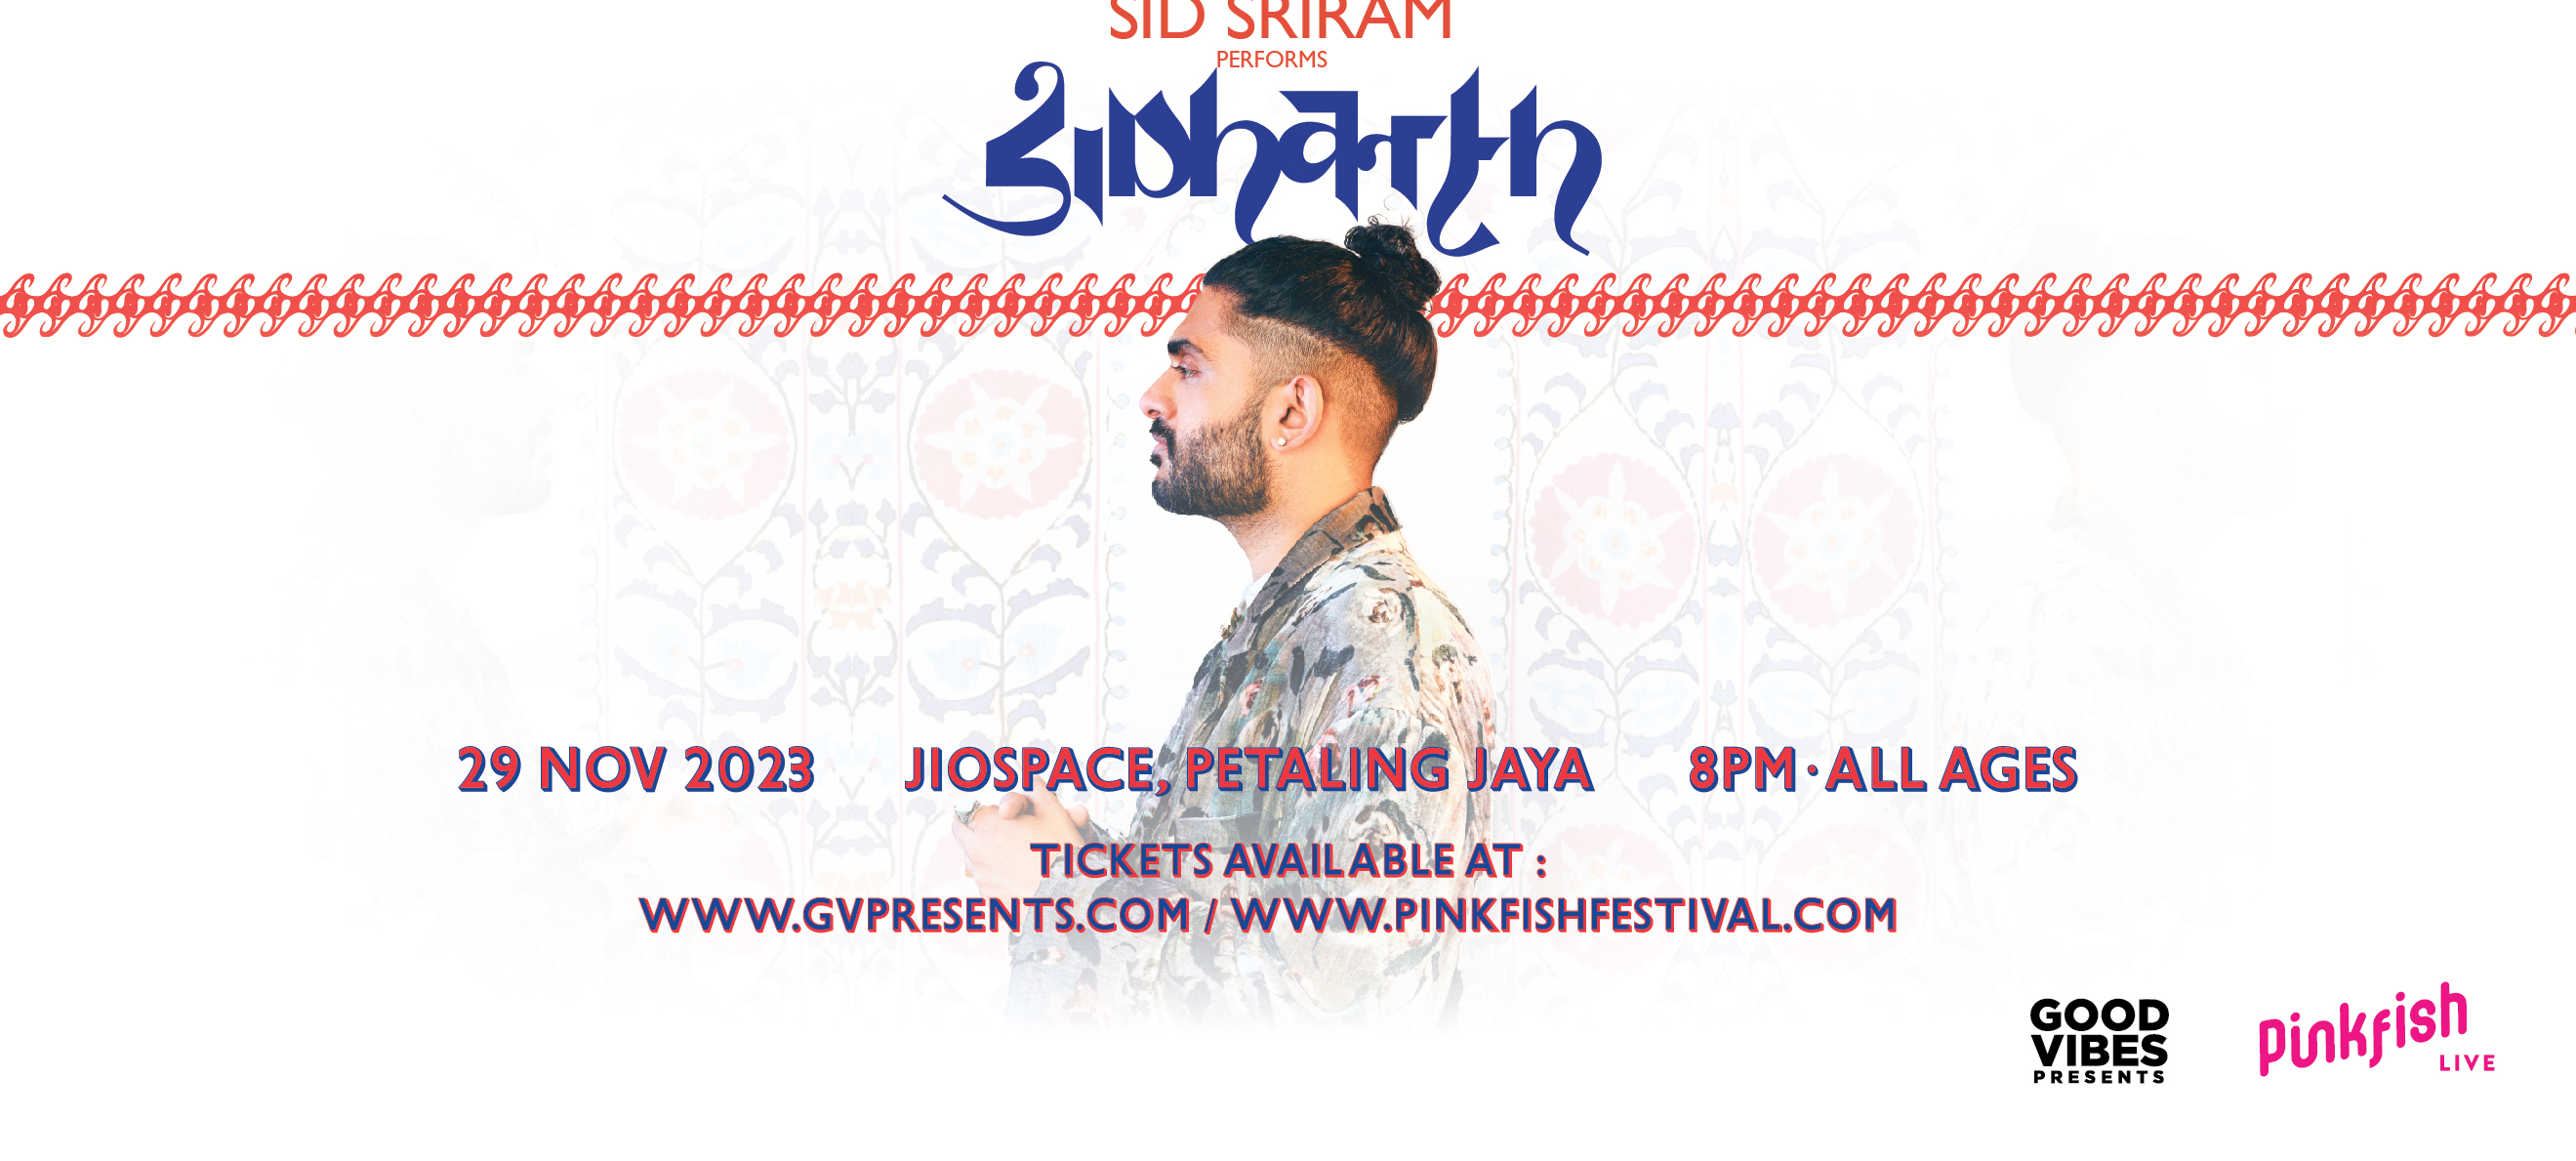 SID SRIRAM
PERFORMS
Sidharth
29 NOV 2023 JIOSPACE, PETALING JAYA 8PM · ALL AGES
TICKETS AVAILABLE AT :
WWW.GVPRESENTS.COM / WWW.PINKFISHFESTIVAL.COM
GOOD
VIBES
PRESENTS
pinkfish
LIVE